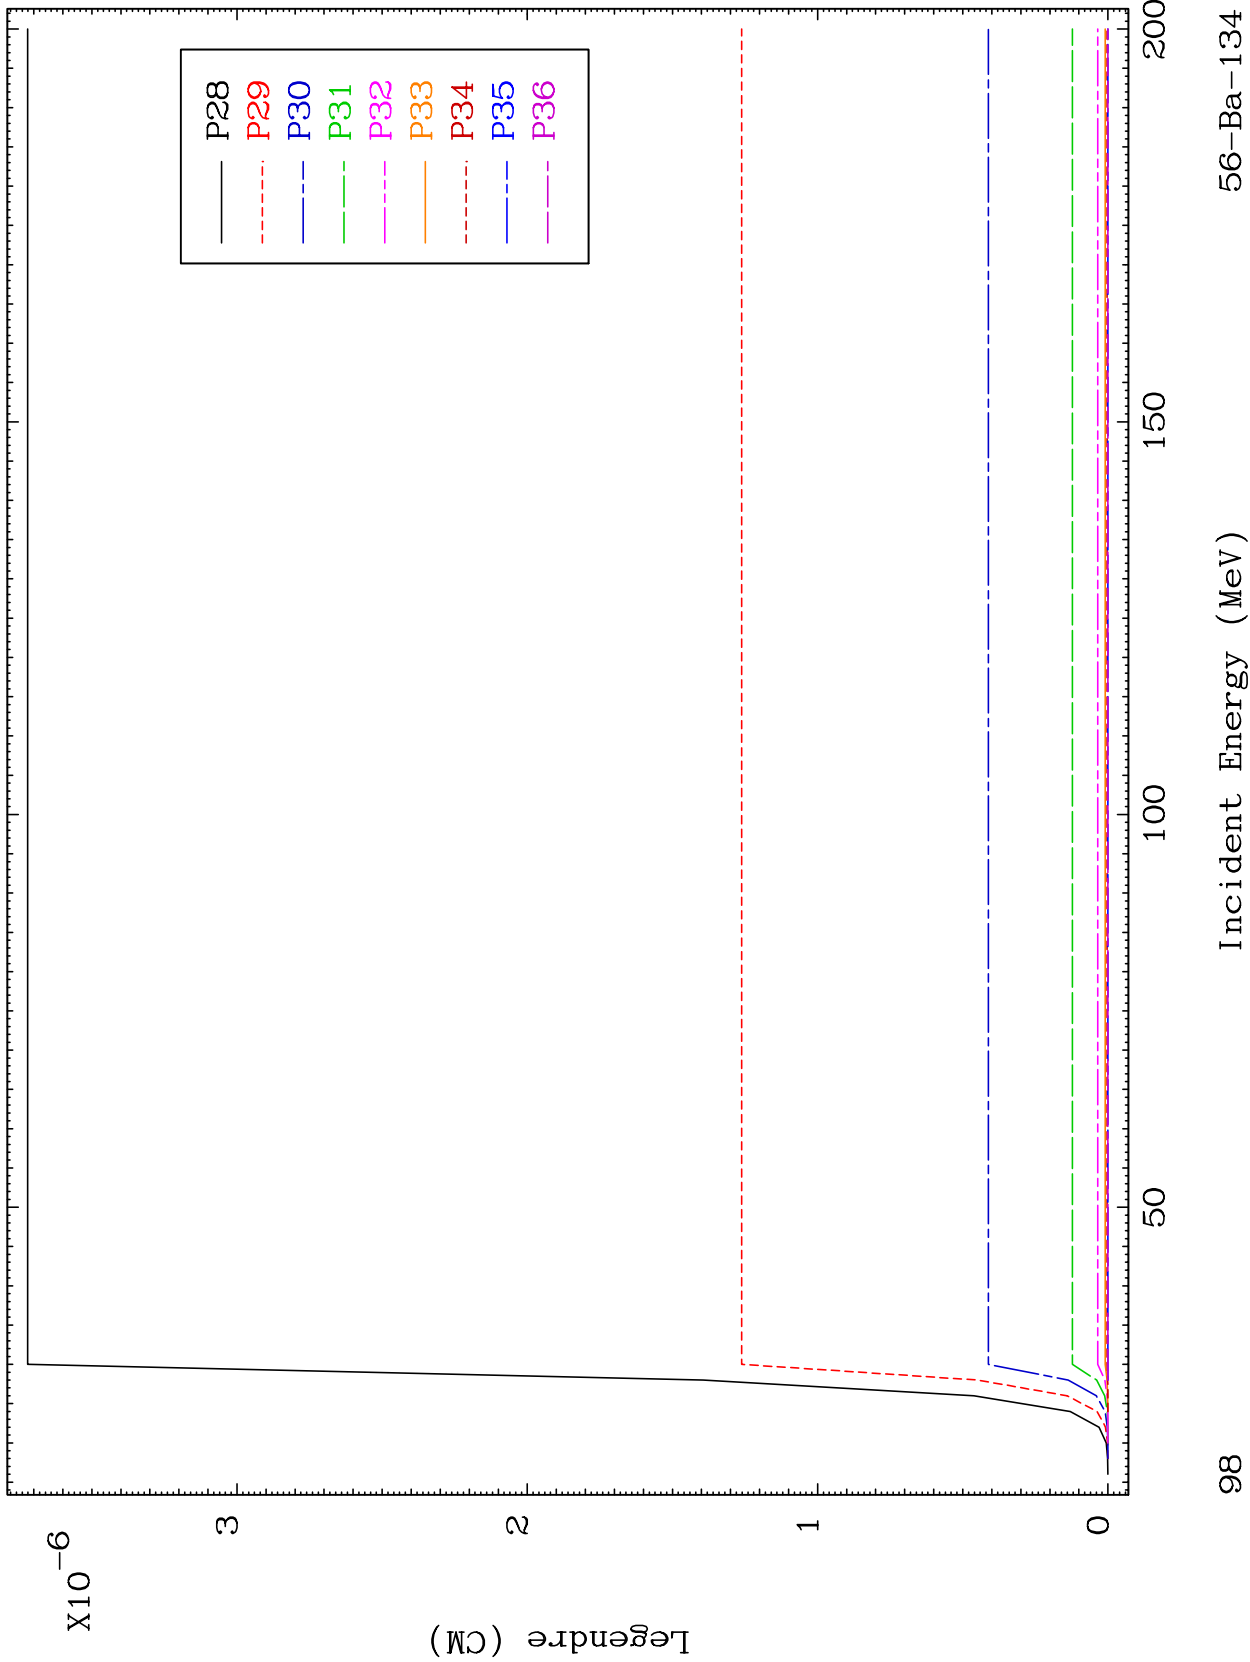 X10-6
Legendre (CM)
3
2
1
0
P28
P29
P30
P31
P32
P33
P34
P35
P36
50
100
150
200
Incident Energy (MeV)
98
56-Ba-134